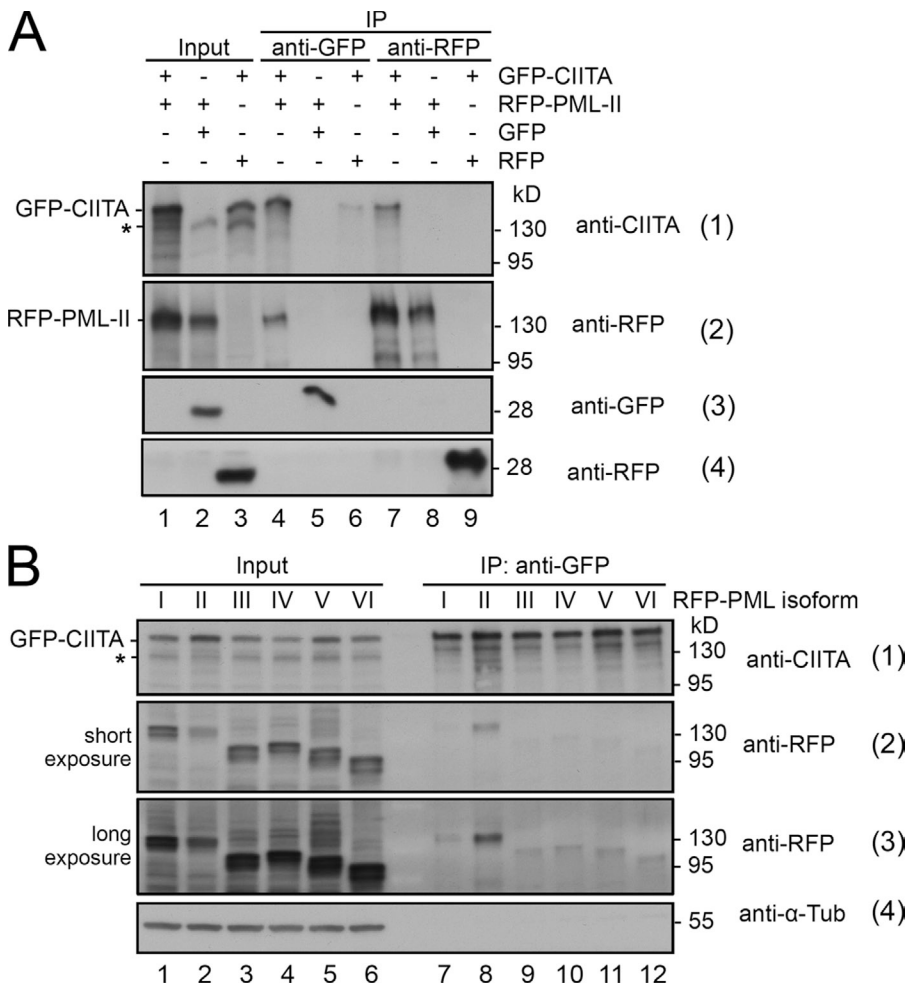 A
IP
Input anti-GFP anti-RFP
+ - + + - + + - + GFP-CIITA
+ + - + + - + + - RFP-PML-II
- + - - + - - + - GFP
- - + - - + - - + RFP
kD
GFP-CIITA
* - 130 anti-CIITA (1)
- 95
RFP-PML-II - 130 anti-RFP (2)
- 95
- 28 anti-GFP (3)
- 28 anti-RFP (4)
1 2 3 4 5 6 7 8 9
B
Input IP: anti-GFP
I II III IV V VI I II III IV V VI RFP-PML isoform
kD
GFP-CIITA - 130 anti-CIITA (1)
* - 95
short exposure - 130 anti-RFP (2)
- 95
long exposure - 130 anti-RFP (3)
- 95
- 55 anti-α-Tub (4)
1 2 3 4 5 6 7 8 9 10 11 12